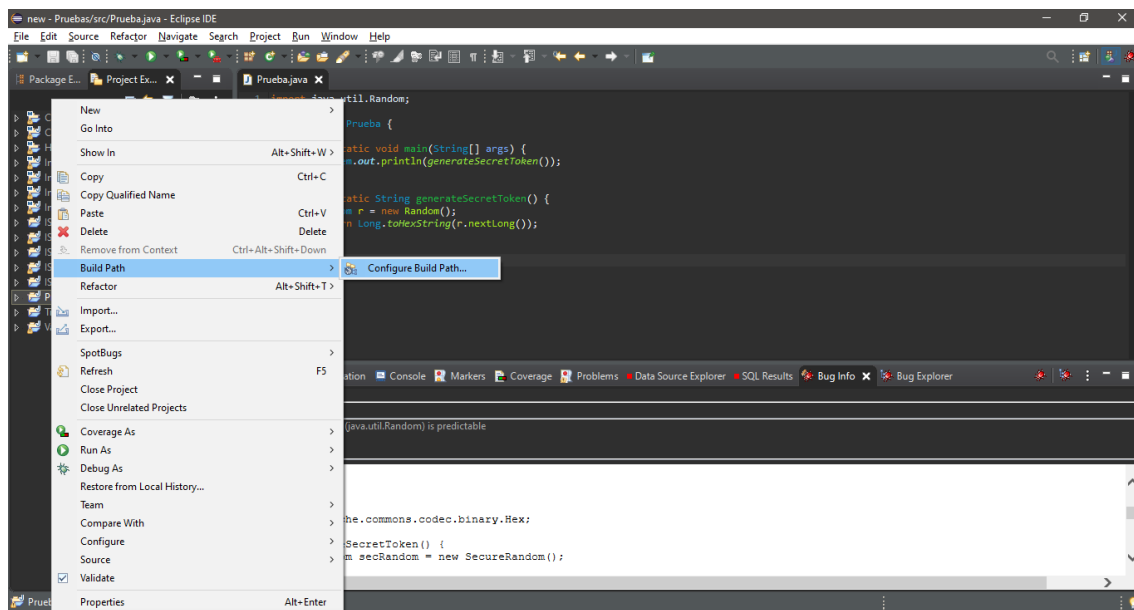 new - Pruebas/src/Prueba.java - Eclipse IDE
File Edit Source Refactor Navigate Search Project Run Window Help
Package E... Project Ex... Prueba.java
import java.util.Random;
Prueba {
static void main(String[] args) {
.out.println(generateSecretToken());
static String generateSecretToken() {
r = new Random();
Long.toHexString(r.nextLong());
New
Go Into
Show In Alt+Shift+W >
Copy Ctrl+C
Copy Qualified Name
Paste Ctrl+V
Delete Delete
Remove from Context Ctrl+Alt+Shift+Down
Build Path
Configure Build Path...
Refactor Alt+Shift+T >
Import...
Export...
SpotBugs
Refresh F5
Close Project
Close Unrelated Projects
Coverage As
Run As
Debug As
Restore from Local History...
Team
Compare With
Configure
Source
Validate
Properties Alt+Enter
ation Console Markers Coverage Problems Data Source Explorer SQL Results Bug Info Bug Explorer
(java.util.Random) is predictable
he.commons.codec.binary.Hex;
SecretToken() {
m secRandom = new SecureRandom();
Prueb